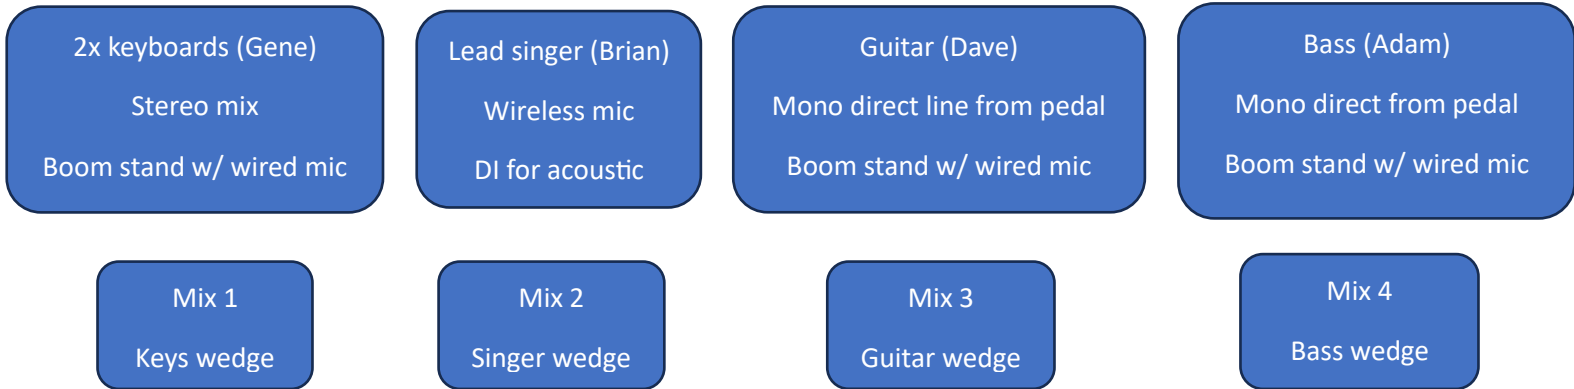 2x keyboards (Gene)
Stereo mix
Boom stand w/ wired mic
Lead singer (Brian)
Wireless mic
DI for acoustic
Guitar (Dave)
Mono direct line from pedal
Boom stand w/ wired mic
Bass (Adam)
Mono direct from pedal
Boom stand w/ wired mic
Mix 1
Keys wedge
Mix 2
Singer wedge
Mix 3
Guitar wedge
Mix 4
Bass wedge